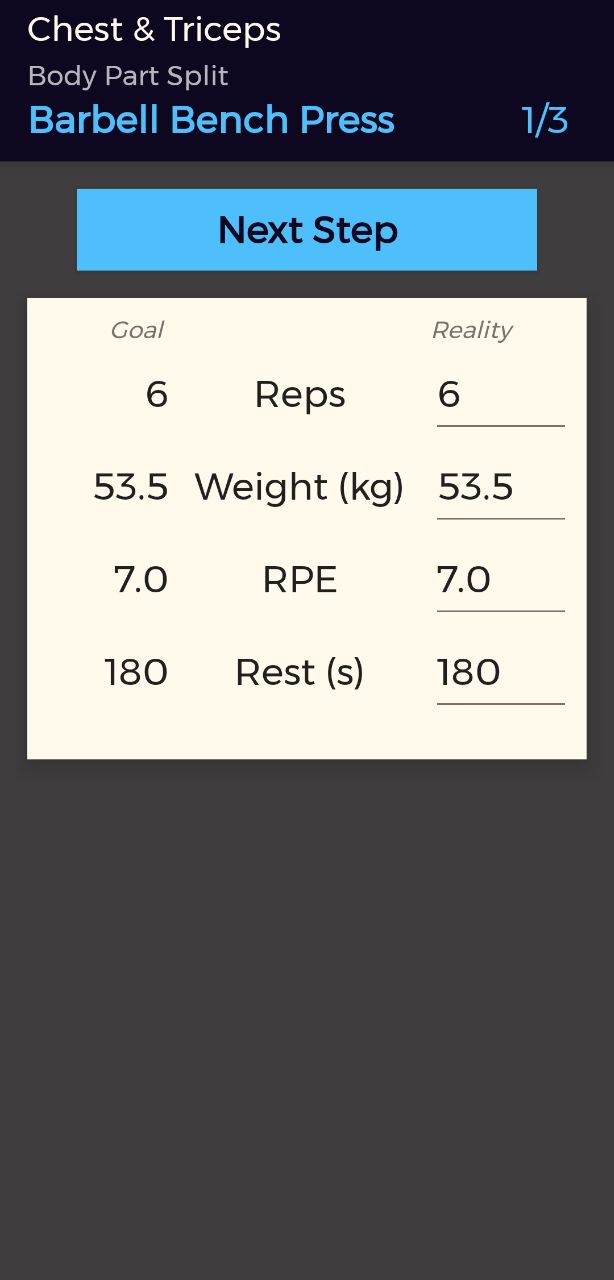 Chest & Triceps
Body Part Split
Barbell Bench Press 1/3
Next Step
Goal Reality
6 Reps 6
53.5 Weight (kg) 53.5
7.0 RPE 7.0
180 Rest (s) 180